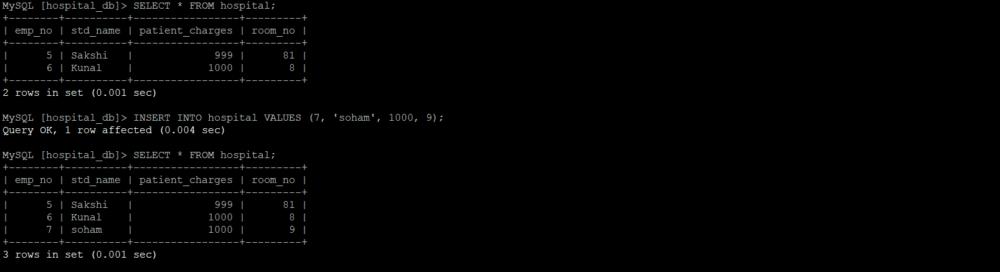 MySQL [hospital_db]> SELECT * FROM hospital;
+--------+----------+-----------------+---------+
| emp_no | std_name | patient_charges | room_no |
+--------+----------+-----------------+---------+
|      5 | Sakshi   |             999 |      81 |
|      6 | Kunal    |            1000 |       8 |
+--------+----------+-----------------+---------+
2 rows in set (0.001 sec)

MySQL [hospital_db]> INSERT INTO hospital VALUES (7, 'soham', 1000, 9);
Query OK, 1 row affected (0.004 sec)

MySQL [hospital_db]> SELECT * FROM hospital;
+--------+----------+-----------------+---------+
| emp_no | std_name | patient_charges | room_no |
+--------+----------+-----------------+---------+
|      5 | Sakshi   |             999 |      81 |
|      6 | Kunal    |            1000 |       8 |
|      7 | soham    |            1000 |       9 |
+--------+----------+-----------------+---------+
3 rows in set (0.001 sec)